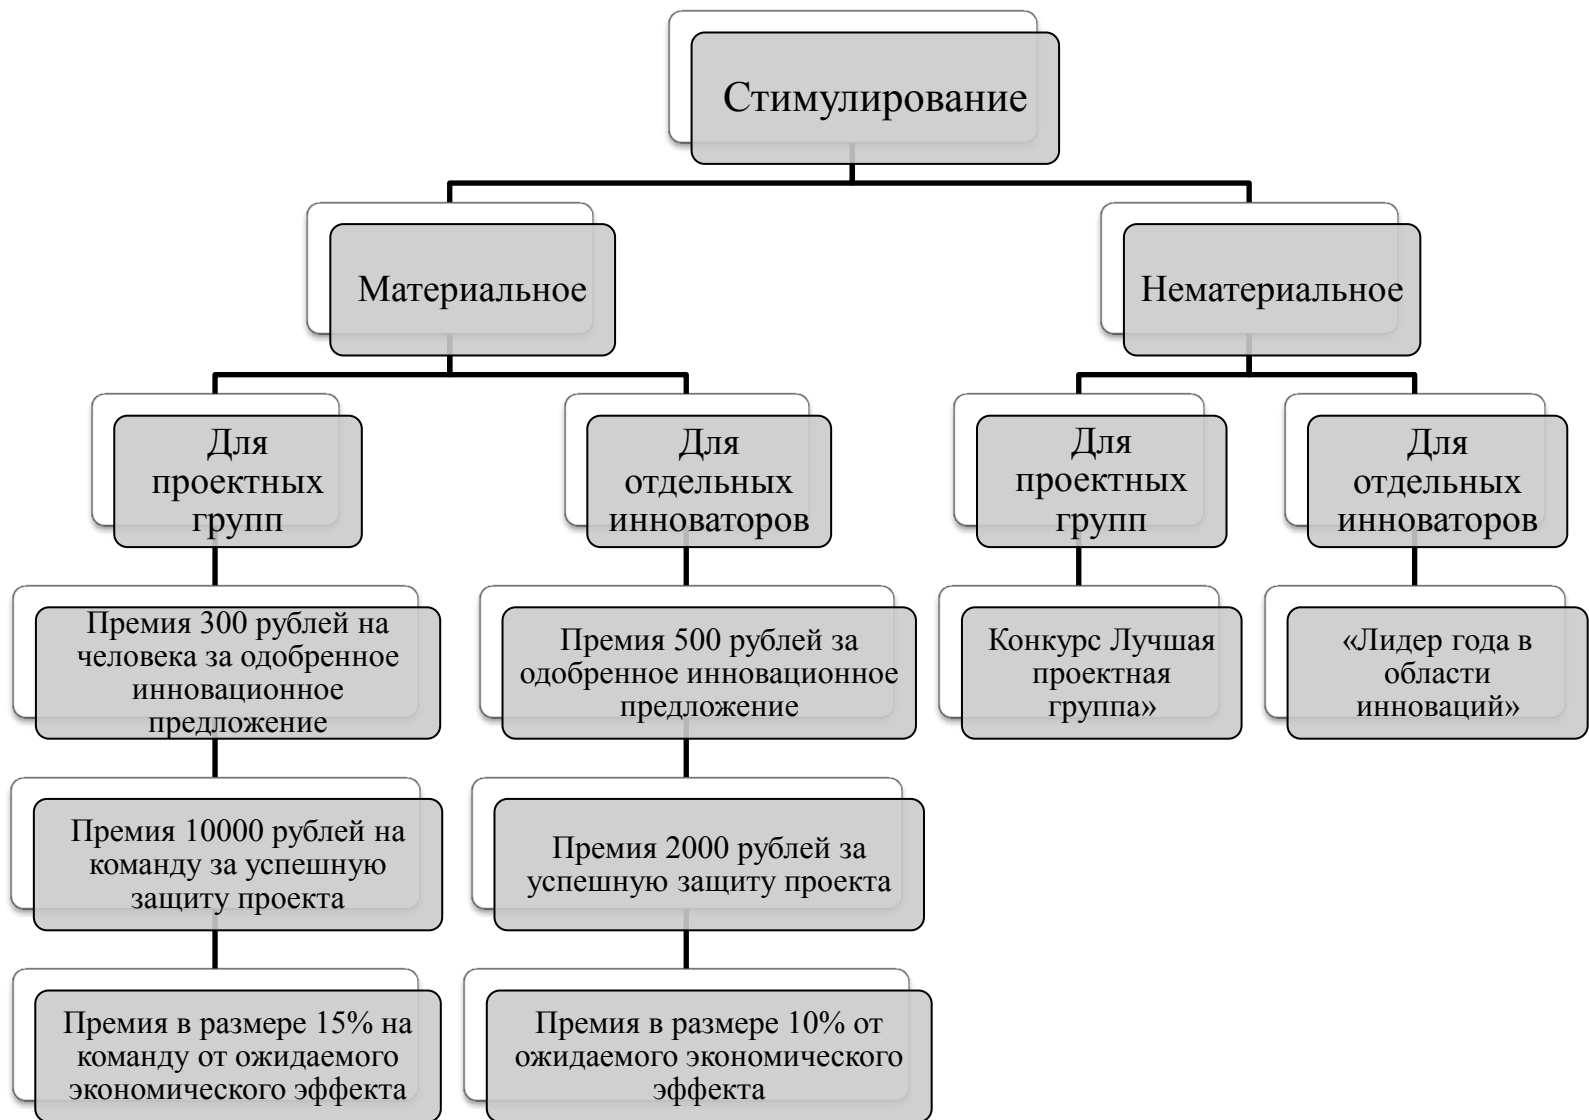 Стимулирование
Материальное
Нематериальное
Для
проектных
групп
Для
отдельных
инноваторов
Для
проектных
групп
Для
отдельных
инноваторов
Премия 300 рублей на
человека за одобренное
инновационное
предложение
Премия 500 рублей за
одобренное инновационное
предложение
Конкурс Лучшая
проектная
группа»
«Лидер года в
области
инноваций»
Премия 10000 рублей на
команду за успешную
защиту проекта
Премия 2000 рублей за
успешную защиту проекта
Премия в размере 15% на
команду от ожидаемого
экономического эффекта
Премия в размере 10% от
ожидаемого экономического
эффекта